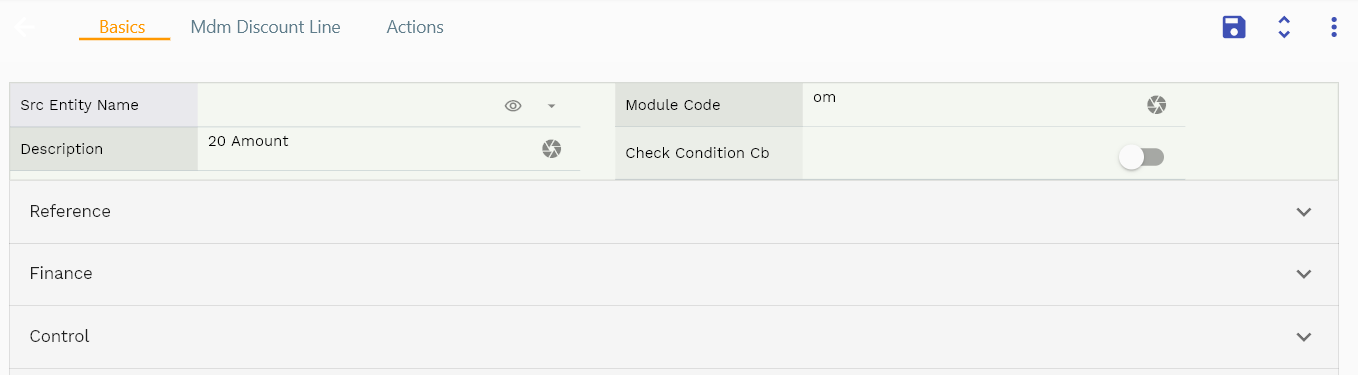 Basics Mdm Discount Line Actions
Src Entity Name
Module Code om
Description 20 Amount
Check Condition Cb
Reference
Finance
Control